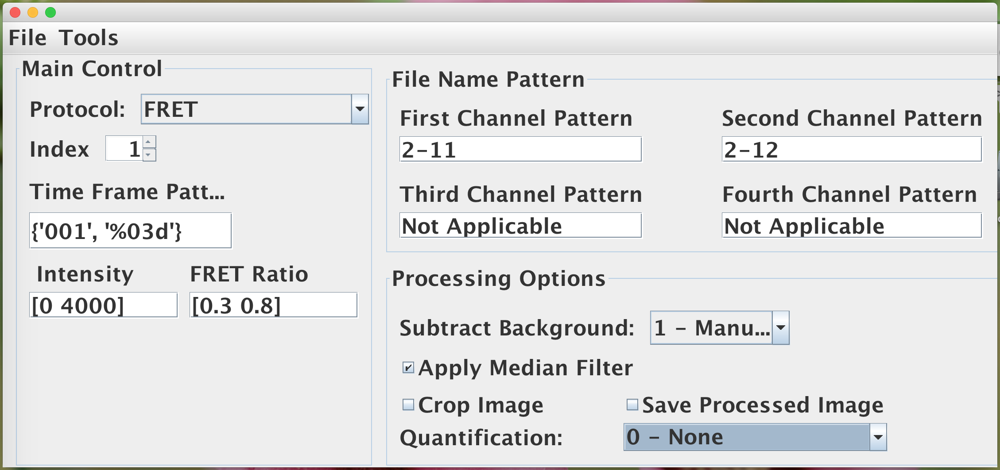 File Tools
Main Control
Protocol: FRET
Index 1
Time Frame Patt...
{'001', '%03d'}
Intensity FRET Ratio
[0 4000] [0.3 0.8]
File Name Pattern
First Channel Pattern Second Channel Pattern
2-11 2-12
Third Channel Pattern Fourth Channel Pattern
Not Applicable Not Applicable
Processing Options
Subtract Background: 1 - Manu...
Apply Median Filter
Crop Image Save Processed Image
Quantification: 0 - None